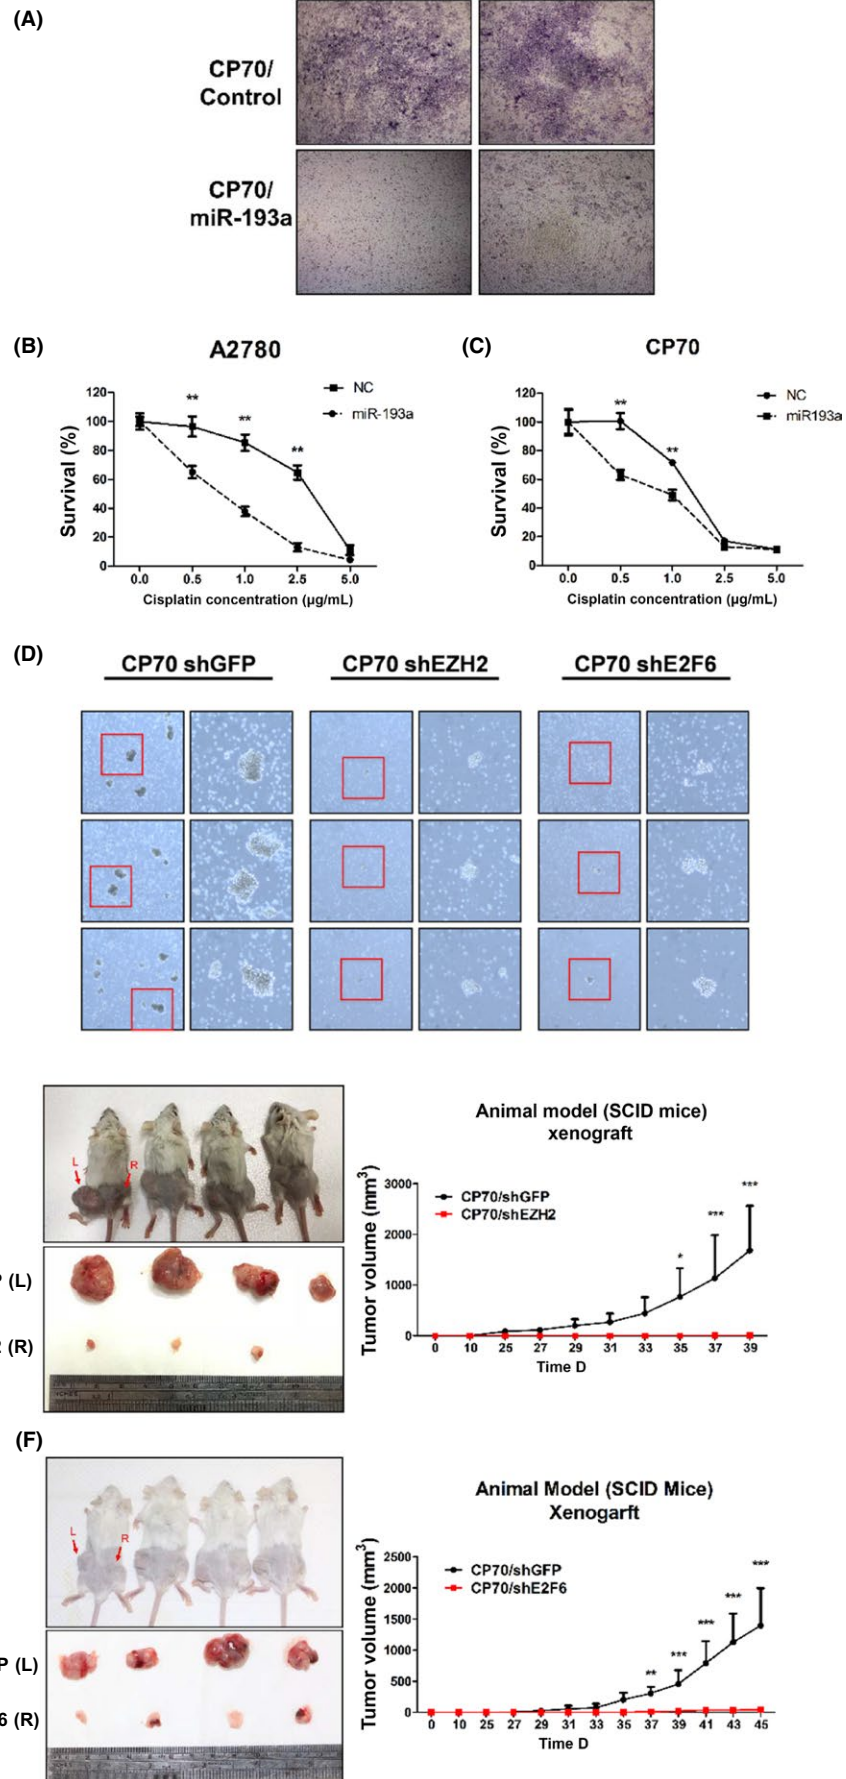 (A)
CP70/
Control
CP70/
miR-193a
(B)
A2780
120
100
80
60
40
20
0
Survival (%)
**
**
**
NC
miR-193a
0.0 0.5 1.0 2.5 5.0
Cisplatin concentration (µg/mL)
(C)
CP70
120
100
80
60
40
20
0
Survival (%)
**
**
NC
miR193a
0.0 0.5 1.0 2.5 5.0
Cisplatin concentration (µg/mL)
(D)
CP70 shGFP CP70 shEZH2 CP70 shE2F6
L
R
P (L)
(R)
Animal model (SCID mice)
xenograft
3000
2000
1000
0
Tumor volume (mm³)
CP70/shGFP
CP70/shEZH2
*
***
***
0 10 25 27 29 31 33 35 37 39
Time D
(F)
L
R
P (L)
6 (R)
Animal Model (SCID Mice)
Xenogarft
2500
2000
1500
1000
500
0
Tumor volume (mm³)
CP70/shGFP
CP70/shE2F6
**
***
***
***
***
0 10 25 27 29 31 33 35 37 39 41 43 45
Time D